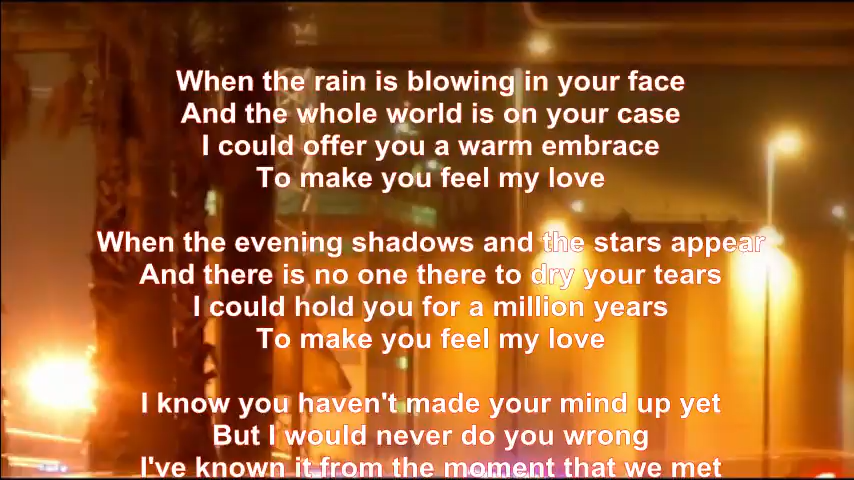 When the rain is blowing in your face
And the whole world is on your case
I could offer you a warm embrace
To make you feel my love
When the evening shadows and the stars appear
And there is no one there to dry your tears
I could hold you for a million years
To make you feel my love
I know you haven't made your mind up yet
But I would never do you wrong
I've known it from the moment that we met